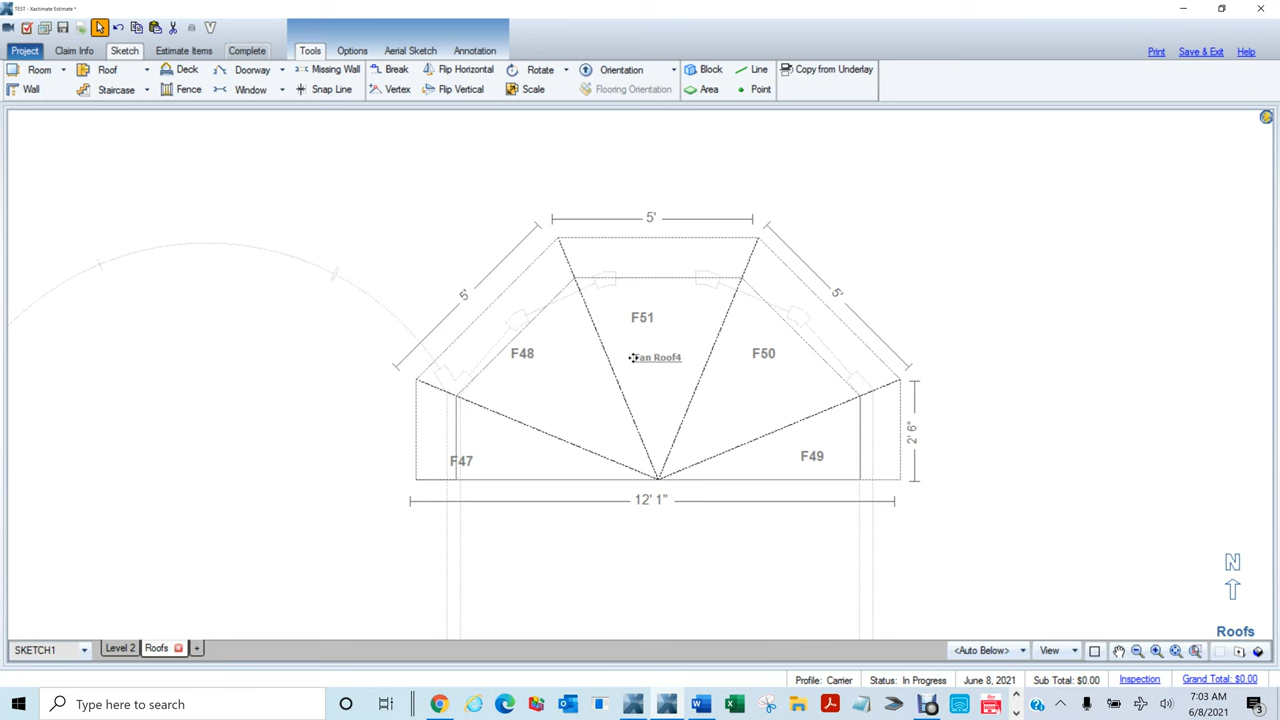 TEST - Xactimate Estimate *
Project Claim Info Sketch Estimate Items Complete Tools Options Aerial Sketch Annotation Print Save & Exit Help
Room Roof Deck Doorway Missing Wall Break Flip Horizontal Rotate Orientation Block Line Copy from Underlay
Wall Staircase Fence Window Snap Line Vertex Flip Vertical Scale Flooring Orientation Area Point
5'
5'
5'
F51
F48
F50
Fan Roof4
2' 6"
F47
F49
12' 1"
N
Roofs
SKETCH1 Level 2 Roofs + <Auto Below> View
Profile: Carrier Status: In Progress June 8, 2021 Sub Total: $0.00 Inspection Grand Total: $0.00
Type here to search
7:03 AM
6/8/2021
3